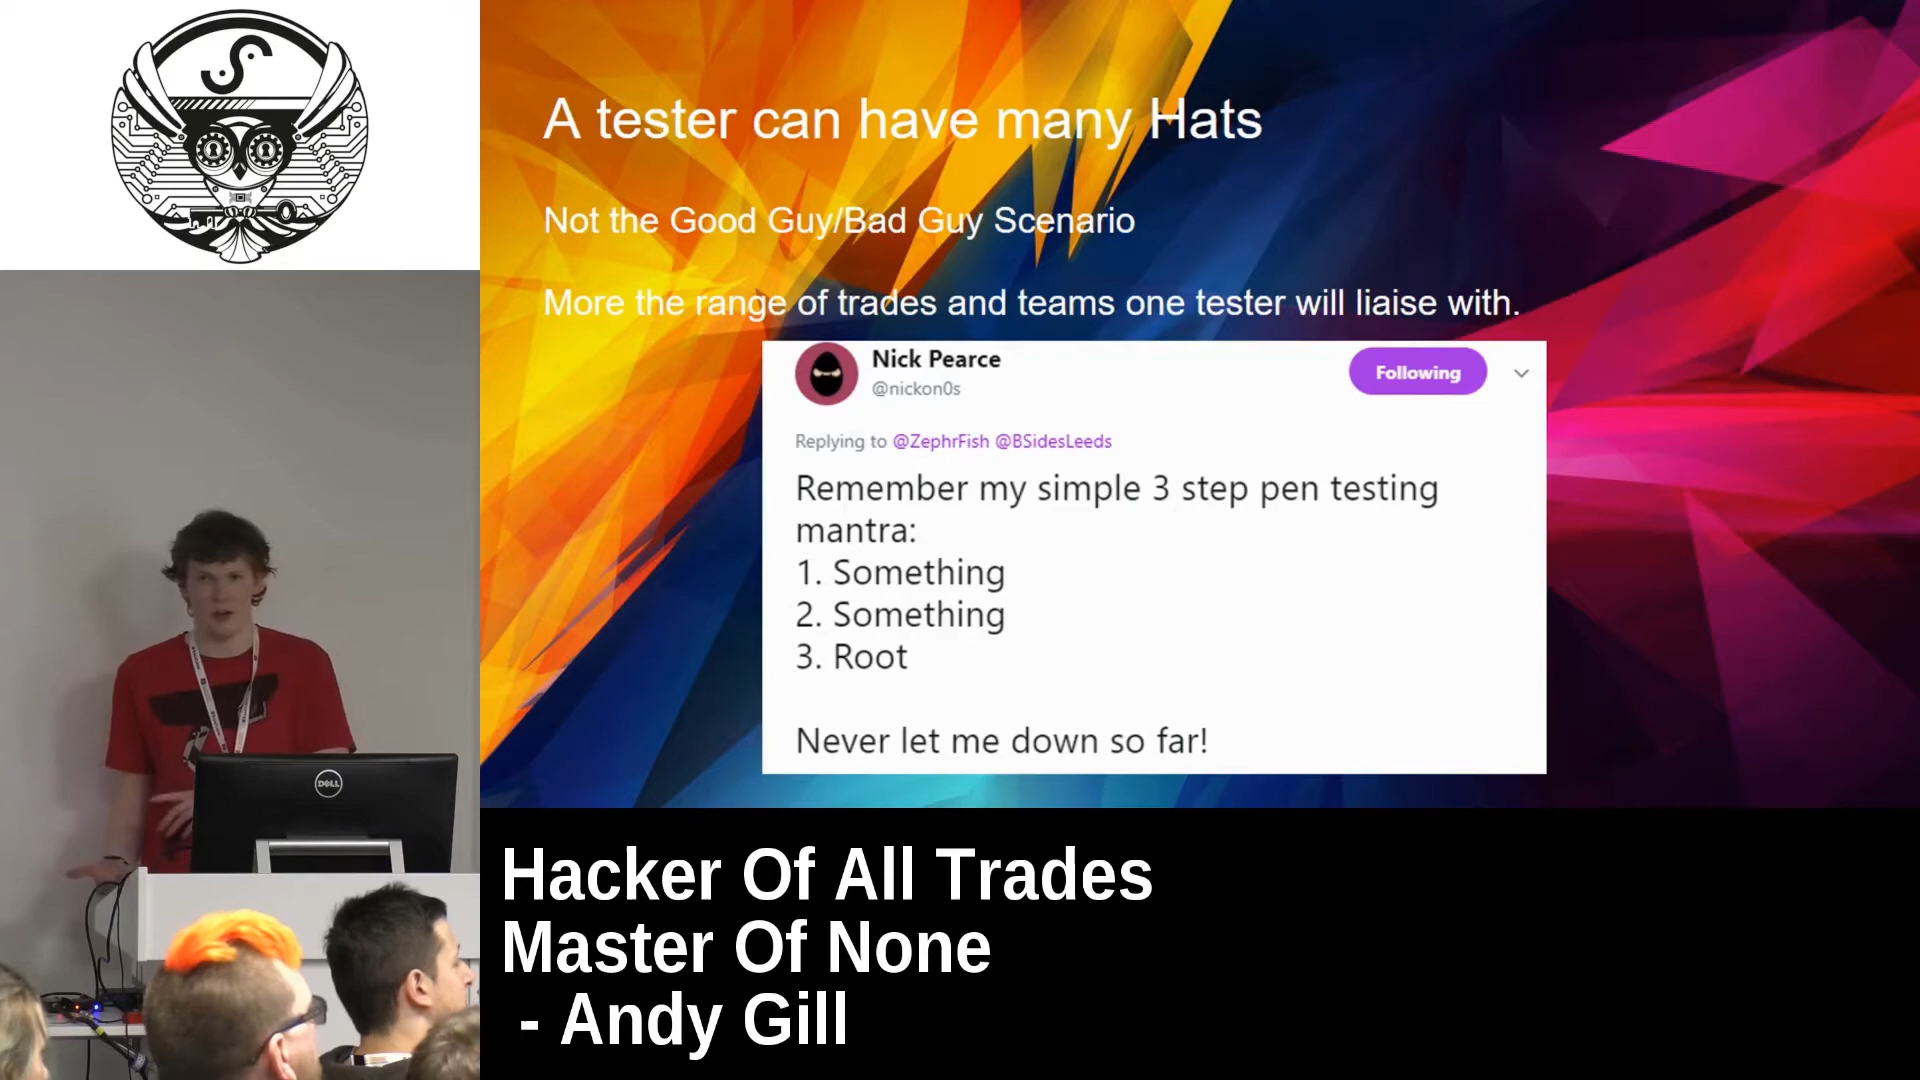 A tester can have many Hats
Not the Good Guy/Bad Guy Scenario
More the range of trades and teams one tester will liaise with.
Nick Pearce
@nickon0s
Following
Replying to @ZephrFish @BSidesLeeds
Remember my simple 3 step pen testing
mantra:
1. Something
2. Something
3. Root
Never let me down so far!
DELL
Hacker Of All Trades
Master Of None
- Andy Gill